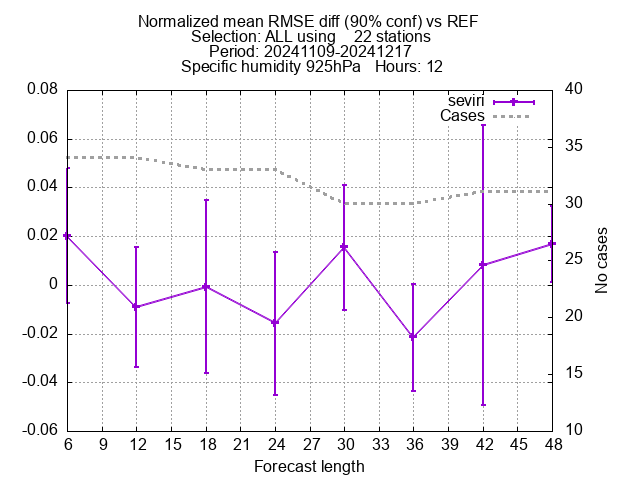 Normalized mean RMSE diff (90% conf) vs REF
Selection: ALL using    22 stations
Period: 20241109-20241217
Specific humidity 925hPa   Hours: 12
seviri
Cases
0.08
0.06
0.04
0.02
0
-0.02
-0.04
-0.06
40
35
30
25
20
15
10
No cases
6 9 12 15 18 21 24 27 30 33 36 39 42 45 48
Forecast length